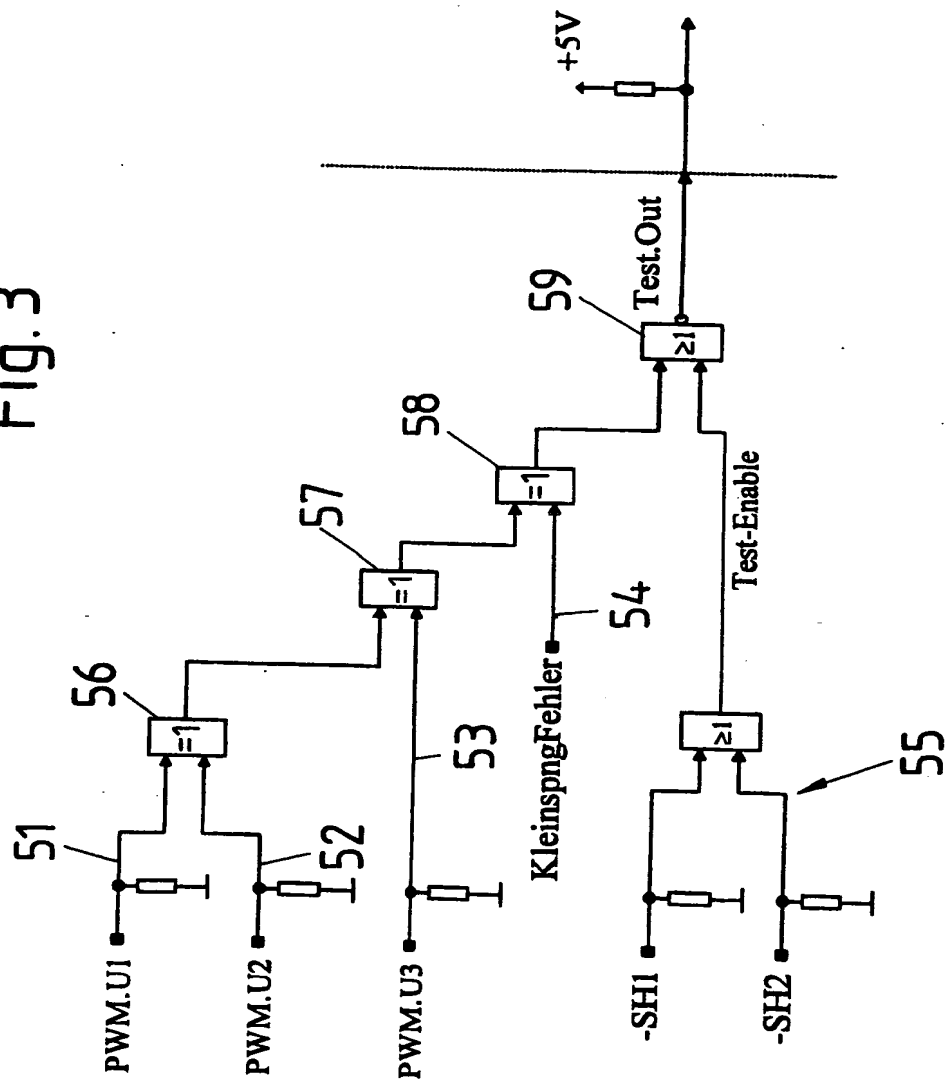 Fig. 3
PWM.U1
51
56
=1
PWM.U2
52
57
=1
PWM.U3
53
58
=1
KleinspngFehler
54
59
≥1
Test.Out
+5V
-SH1
≥1
Test-Enable
-SH2
55